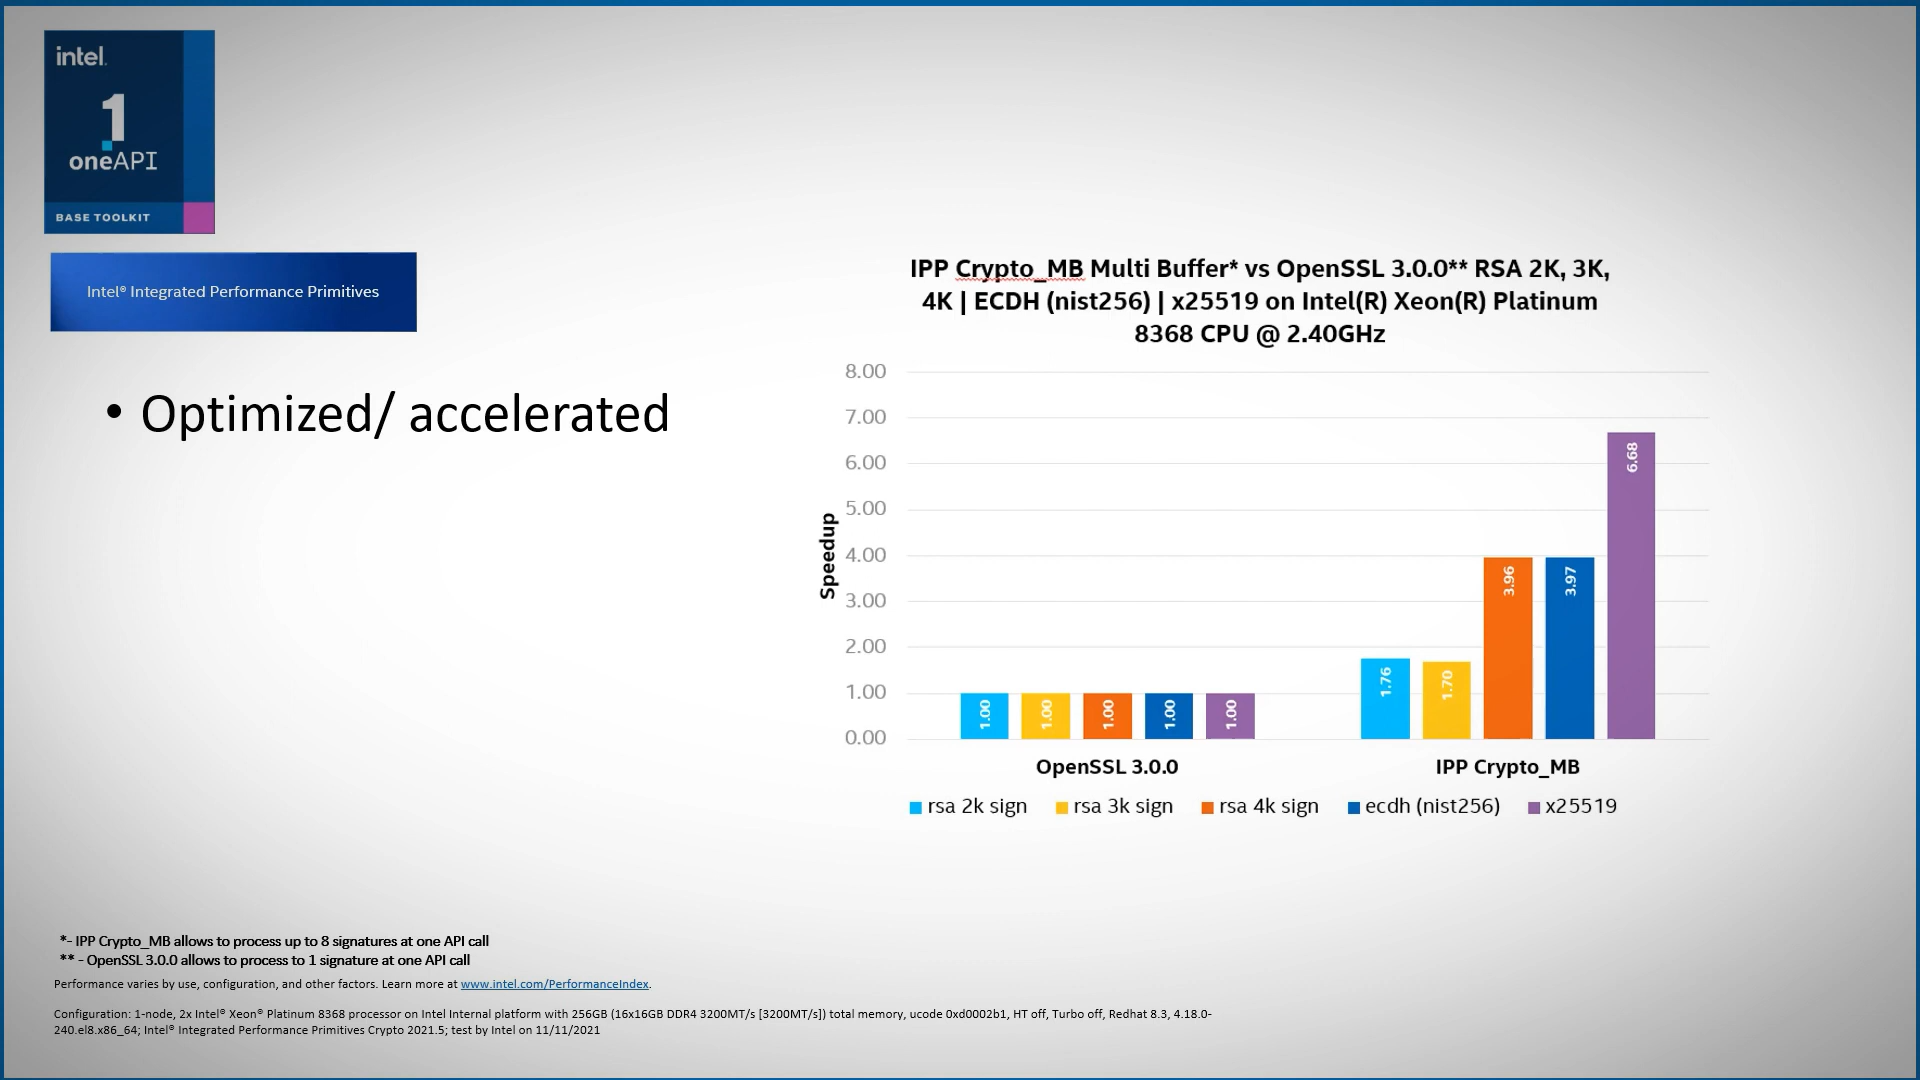 intel.
1
oneAPI
BASE TOOLKIT
Intel® Integrated Performance Primitives
• Optimized/ accelerated
IPP Crypto_MB Multi Buffer* vs OpenSSL 3.0.0** RSA 2K, 3K,
4K | ECDH (nist256) | x25519 on Intel(R) Xeon(R) Platinum
8368 CPU @ 2.40GHz
Speedup
8.00
7.00
6.00
5.00
4.00
3.00
2.00
1.00
0.00
1.00
1.00
1.00
1.00
1.00
1.76
1.70
3.96
3.97
6.68
OpenSSL 3.0.0
IPP Crypto_MB
rsa 2k sign
rsa 3k sign
rsa 4k sign
ecdh (nist256)
x25519
*- IPP Crypto_MB allows to process up to 8 signatures at one API call
** - OpenSSL 3.0.0 allows to process to 1 signature at one API call
Performance varies by use, configuration, and other factors. Learn more at www.intel.com/PerformanceIndex.
Configuration: 1-node, 2x Intel® Xeon® Platinum 8368 processor on Intel Internal platform with 256GB (16x16GB DDR4 3200MT/s [3200MT/s]) total memory, ucode 0xd0002b1, HT off, Turbo off, Redhat 8.3, 4.18.0-
240.el8.x86_64; Intel® Integrated Performance Primitives Crypto 2021.5; test by Intel on 11/11/2021